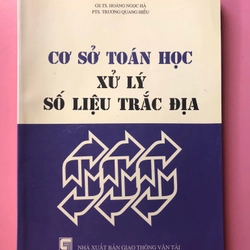 GS.TS. HOÀNG NGỌC HÀ
PTS. TRƯƠNG QUANG HIẾU
CƠ SỞ TOÁN HỌC
XỬ LÝ
SỐ LIỆU TRẮC ĐỊA
NHÀ XUẤT BẢN GIAO THÔNG VẬN TẢI